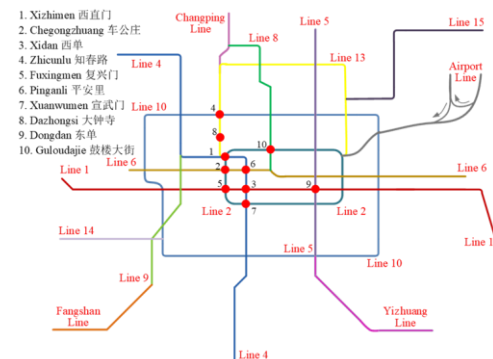 1. Xizhimen 西直门
2. Chegongzhuang 车公庄
3. Xidan 西单
4. Zhicunlu 知春路
5. Fuxingmen 复兴门
6. Pinganli 平安里
7. Xuanwumen 宣武门
8. Dazhongsi 大钟寺
9. Dongdan 东单
10. Guloudajie 鼓楼大街
Changping
Line
Line 8
Line 5
Line 15
Line 4
Line 13
Airport
Line
Line 10
4
8
10
1
Line 1
Line 6
2
6
Line 6
5
3
9
Line 2
7
Line 2
Line 14
Line 5
Line 10
Line 1
Line 9
Fangshan
Line
Yizhuang
Line
Line 4